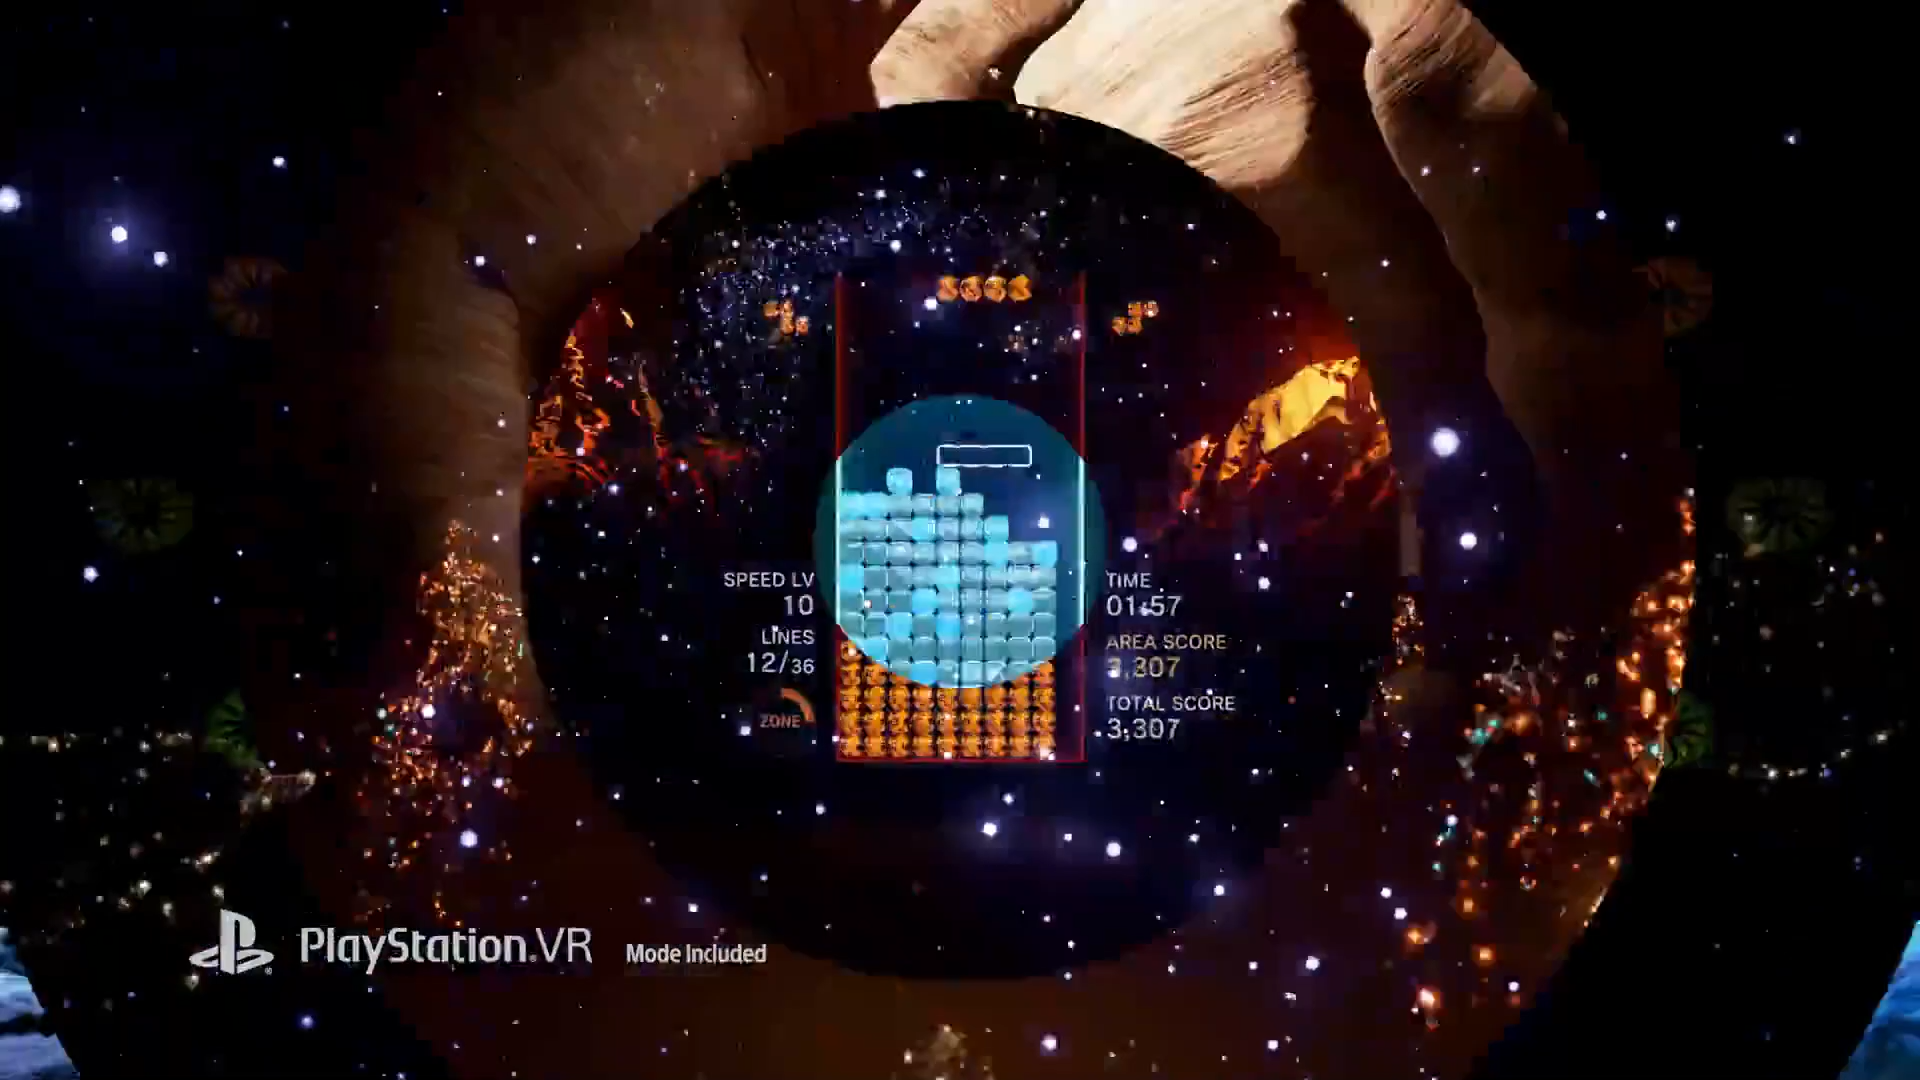 SPEED LV
10
LINES
12/36
ZONE
TIME
01:57
AREA SCORE
3,307
TOTAL SCORE
3,307
PlayStation.VR Mode Included